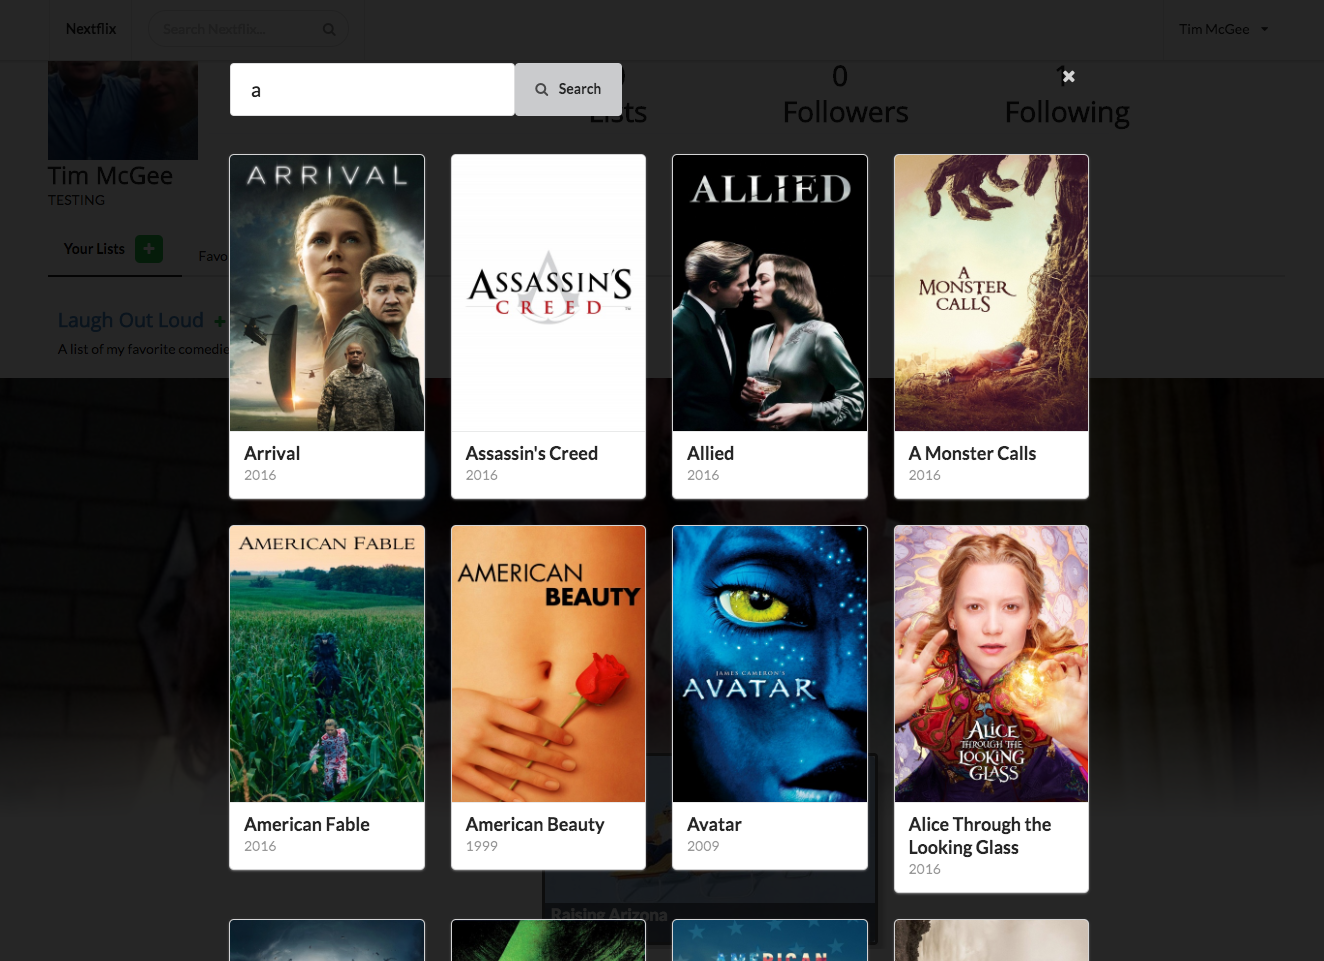 Nextflix
Search Nextflix...
Tim McGee
a
Search
0
Followers
1
Following
Tim McGee
TESTING
Your Lists
Laugh Out Loud
A list of my favorite
ARRIVAL
Arrival
2016
ASSASSIN'S
CREED
Assassin's Creed
2016
ALLIED
Allied
2016
A
MONSTER
CALLS
A Monster Calls
2016
AMERICAN FABLE
American Fable
2016
AMERICAN
BEAUTY
American Beauty
1999
JAMES CAMERON'S
AVATAR
Avatar
2009
ALICE
THROUGH THE
LOOKING
GLASS
Alice Through the
Looking Glass
2016
Raising Arizona
AMERICAN